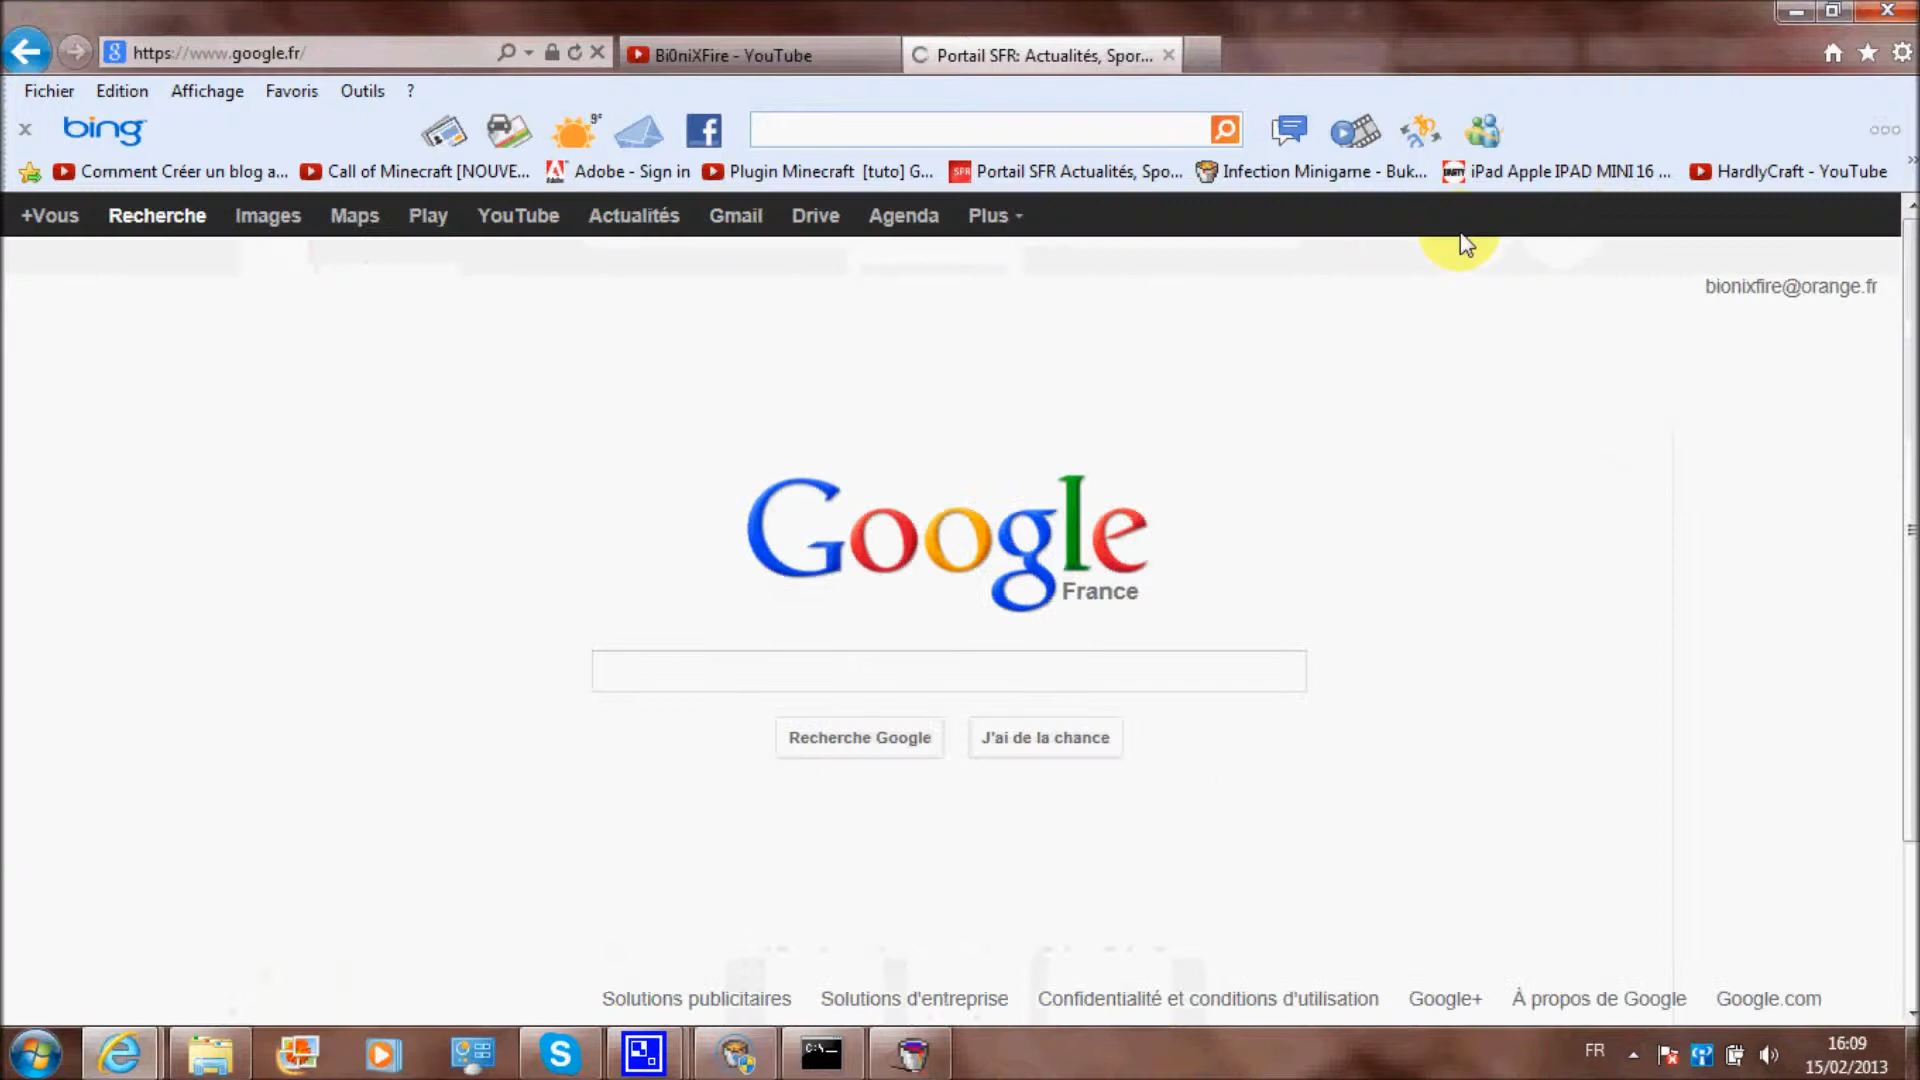 https://www.google.fr/
Bi0niXFire - YouTube
Portail SFR: Actualités, Spor...
Fichier Edition Affichage Favoris Outils ?
bing
9°
Comment Créer un blog a...
Call of Minecraft [NOUVE...
Adobe - Sign in
Plugin Minecraft [tuto] G...
Portail SFR Actualités, Spo...
Infection Minigame - Buk...
iPad Apple IPAD MINI 16 ...
HardlyCraft - YouTube
+Vous Recherche Images Maps Play YouTube Actualités Gmail Drive Agenda Plus
bionixfire@orange.fr
Google
France
Recherche Google
J'ai de la chance
Solutions publicitaires Solutions d'entreprise Confidentialité et conditions d'utilisation Google+ À propos de Google Google.com
FR
16:09
15/02/2013